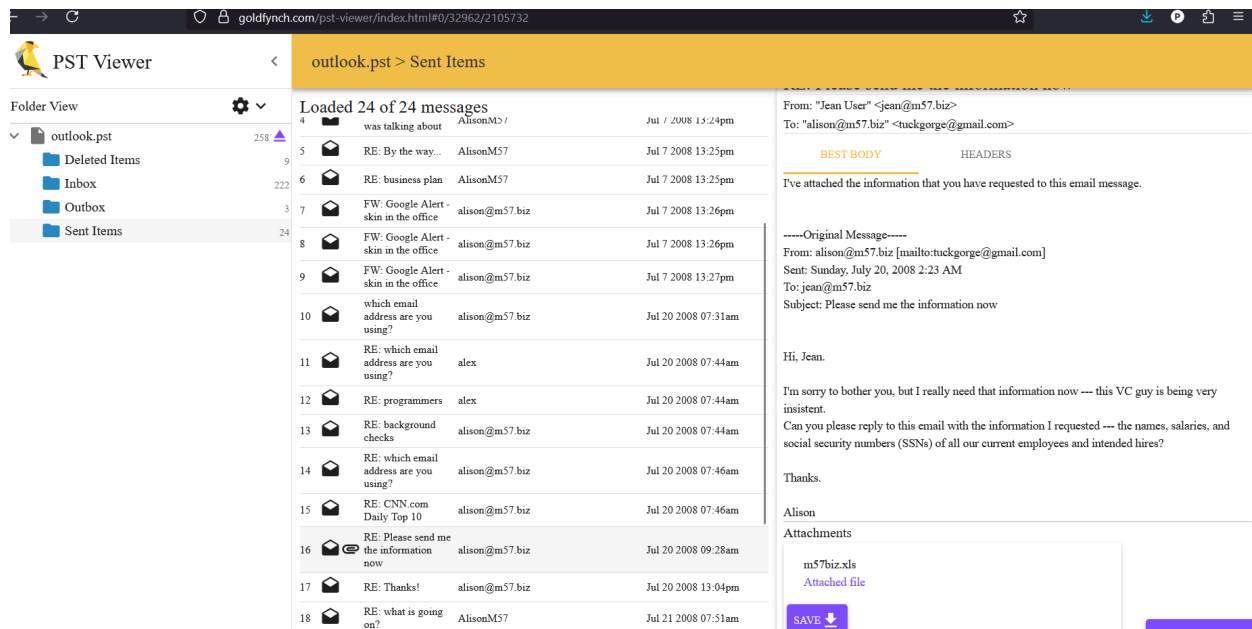 goldfynch.com/pst-viewer/index.html#0/32962/2105732
PST Viewer
outlook.pst > Sent Items
Folder View
outlook.pst 258
Deleted Items 9
Inbox 222
Outbox 3
Sent Items 24
Loaded 24 of 24 messages
4 was talking about AlisonM57 Jul 7 2008 13:24pm
5 RE: By the way... AlisonM57 Jul 7 2008 13:25pm
6 RE: business plan AlisonM57 Jul 7 2008 13:25pm
7 FW: Google Alert - skin in the office alison@m57.biz Jul 7 2008 13:26pm
8 FW: Google Alert - skin in the office alison@m57.biz Jul 7 2008 13:26pm
9 FW: Google Alert - skin in the office alison@m57.biz Jul 7 2008 13:27pm
10 which email address are you using? alison@m57.biz Jul 20 2008 07:31am
11 RE: which email address are you using? alex Jul 20 2008 07:44am
12 RE: programmers alex Jul 20 2008 07:44am
13 RE: background checks alison@m57.biz Jul 20 2008 07:44am
14 RE: which email address are you using? alison@m57.biz Jul 20 2008 07:46am
15 RE: CNN.com Daily Top 10 alison@m57.biz Jul 20 2008 07:46am
16 RE: Please send me the information now alison@m57.biz Jul 20 2008 09:28am
17 RE: Thanks! alison@m57.biz Jul 20 2008 13:04pm
18 RE: what is going on? AlisonM57 Jul 21 2008 07:51am
RE: Please send me the information now
From: "Jean User" <jean@m57.biz>
To: "alison@m57.biz" <tuckgorge@gmail.com>
BEST BODY HEADERS
I've attached the information that you have requested to this email message.
-----Original Message-----
From: alison@m57.biz [mailto:tuckgorge@gmail.com]
Sent: Sunday, July 20, 2008 2:23 AM
To: jean@m57.biz
Subject: Please send me the information now
Hi, Jean.
I'm sorry to bother you, but I really need that information now --- this VC guy is being very
insistent.
Can you please reply to this email with the information I requested --- the names, salaries, and
social security numbers (SSNs) of all our current employees and intended hires?
Thanks.
Alison
Attachments
m57biz.xls
Attached file
SAVE